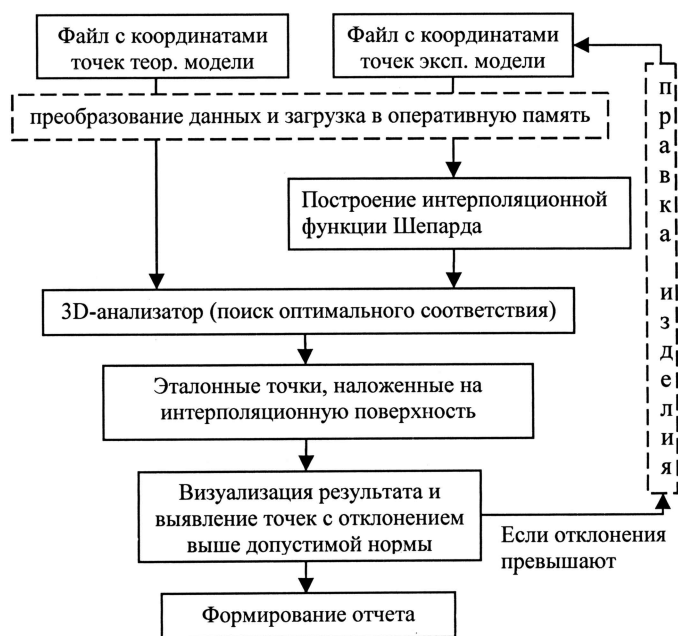 Файл с координатами
точек теор. модели
Файл с координатами
точек эксп. модели
преобразование данных и загрузка в оперативную память
Построение интерполяционной
функции Шепарда
3D-анализатор (поиск оптимального соответствия)
Эталонные точки, наложенные на
интерполяционную поверхность
Визуализация результата и
выявление точек с отклонением
выше допустимой нормы
Если отклонения
превышают
Формирование отчета
правка изделия